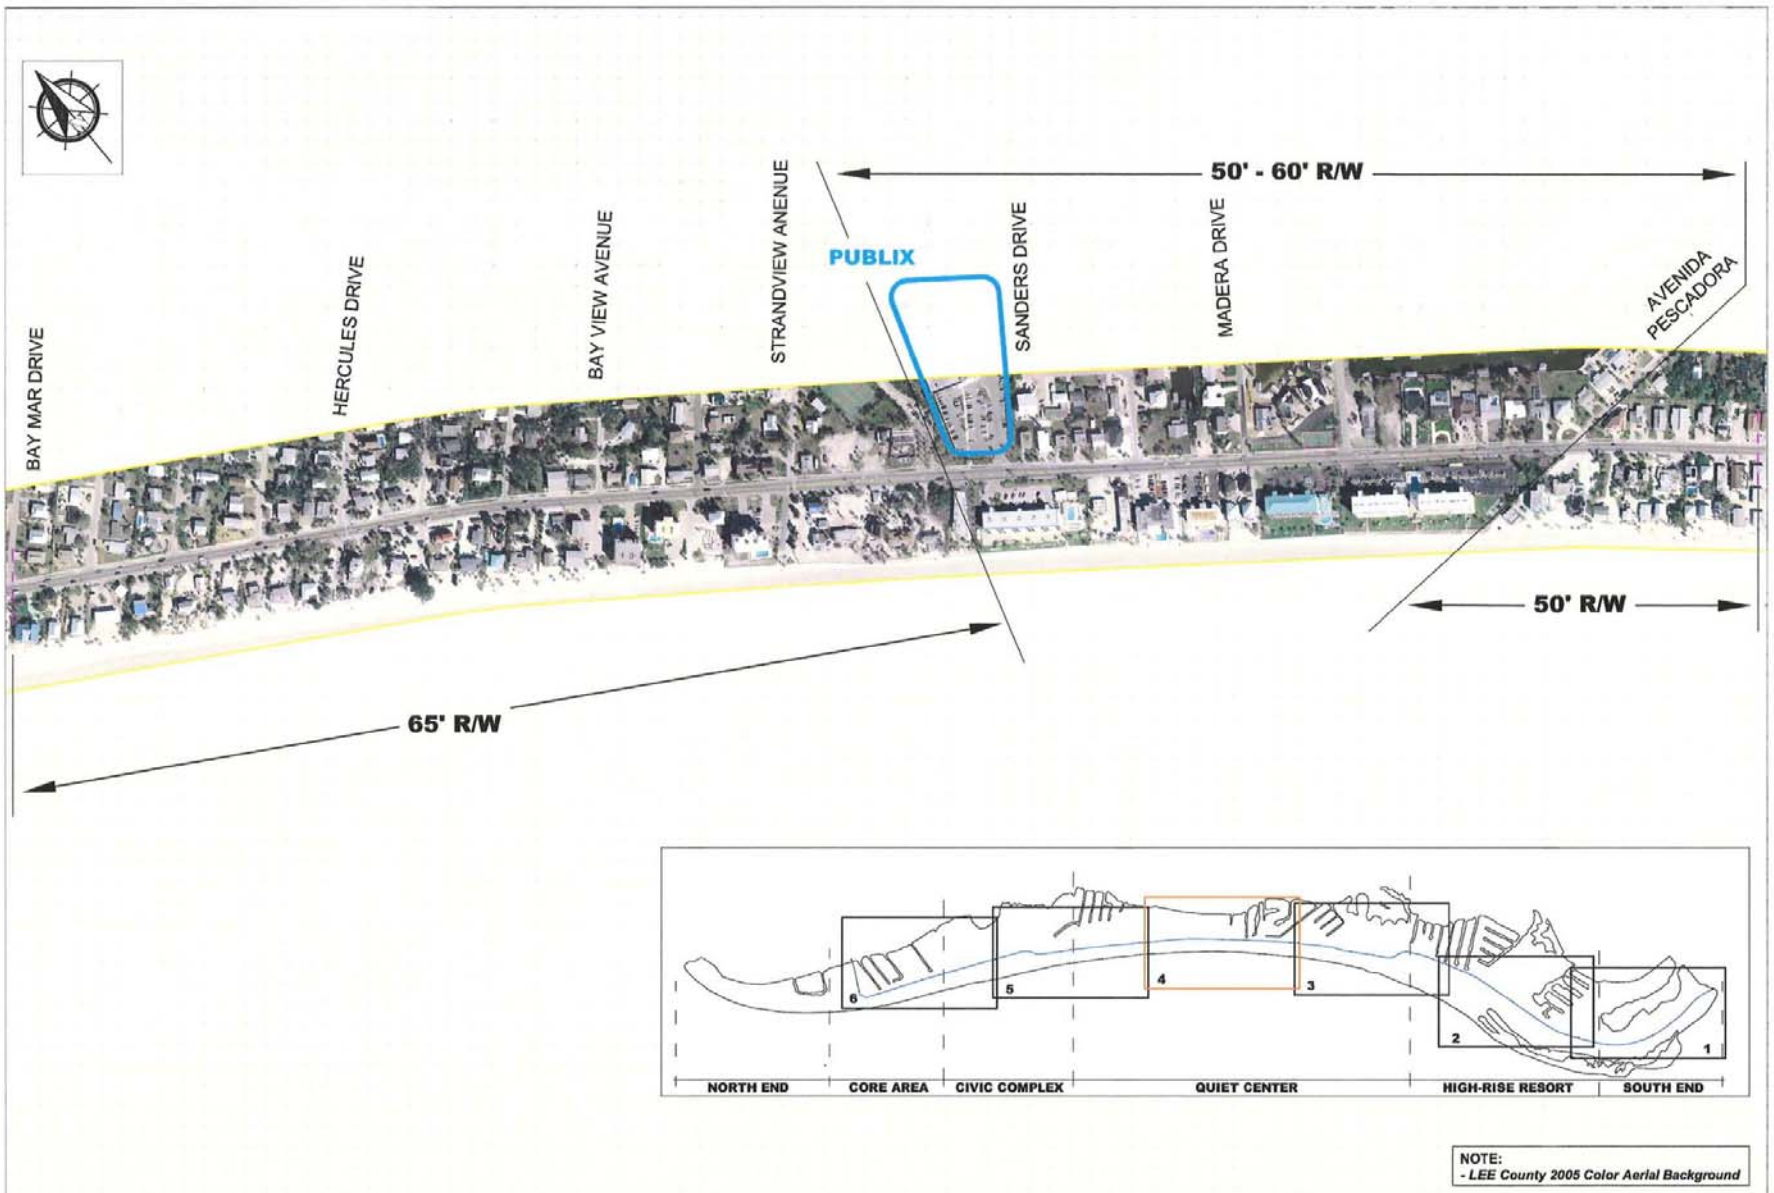 50' - 60' R/W
STRANDVIEW ANENUE
SANDERS DRIVE
MADERA DRIVE
BAY VIEW AVENUE
PUBLIX
HERCULES DRIVE
AVENIDA
PESCADORA
BAY MAR DRIVE
50' R/W
65' R/W
6
5
4
3
2
1
NORTH END
CORE AREA
CIVIC COMPLEX
QUIET CENTER
HIGH-RISE RESORT
SOUTH END
NOTE:
- LEE County 2005 Color Aerial Background